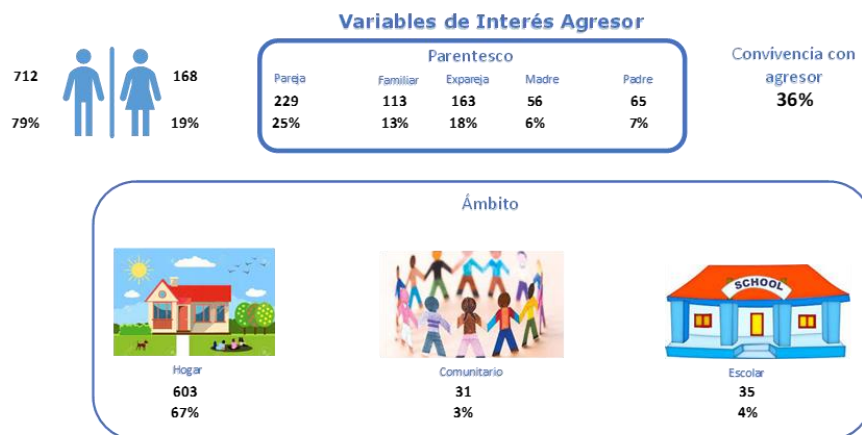 Variables de Interés Agresor
712
168
79%
19%
Parentesco
Pareja Familiar Expareja Madre Padre
229 113 163 56 65
25% 13% 18% 6% 7%
Convivencia con
agresor
36%
Ámbito
SCHOOL
Hogar Comunitario Escolar
603 31 35
67% 3% 4%